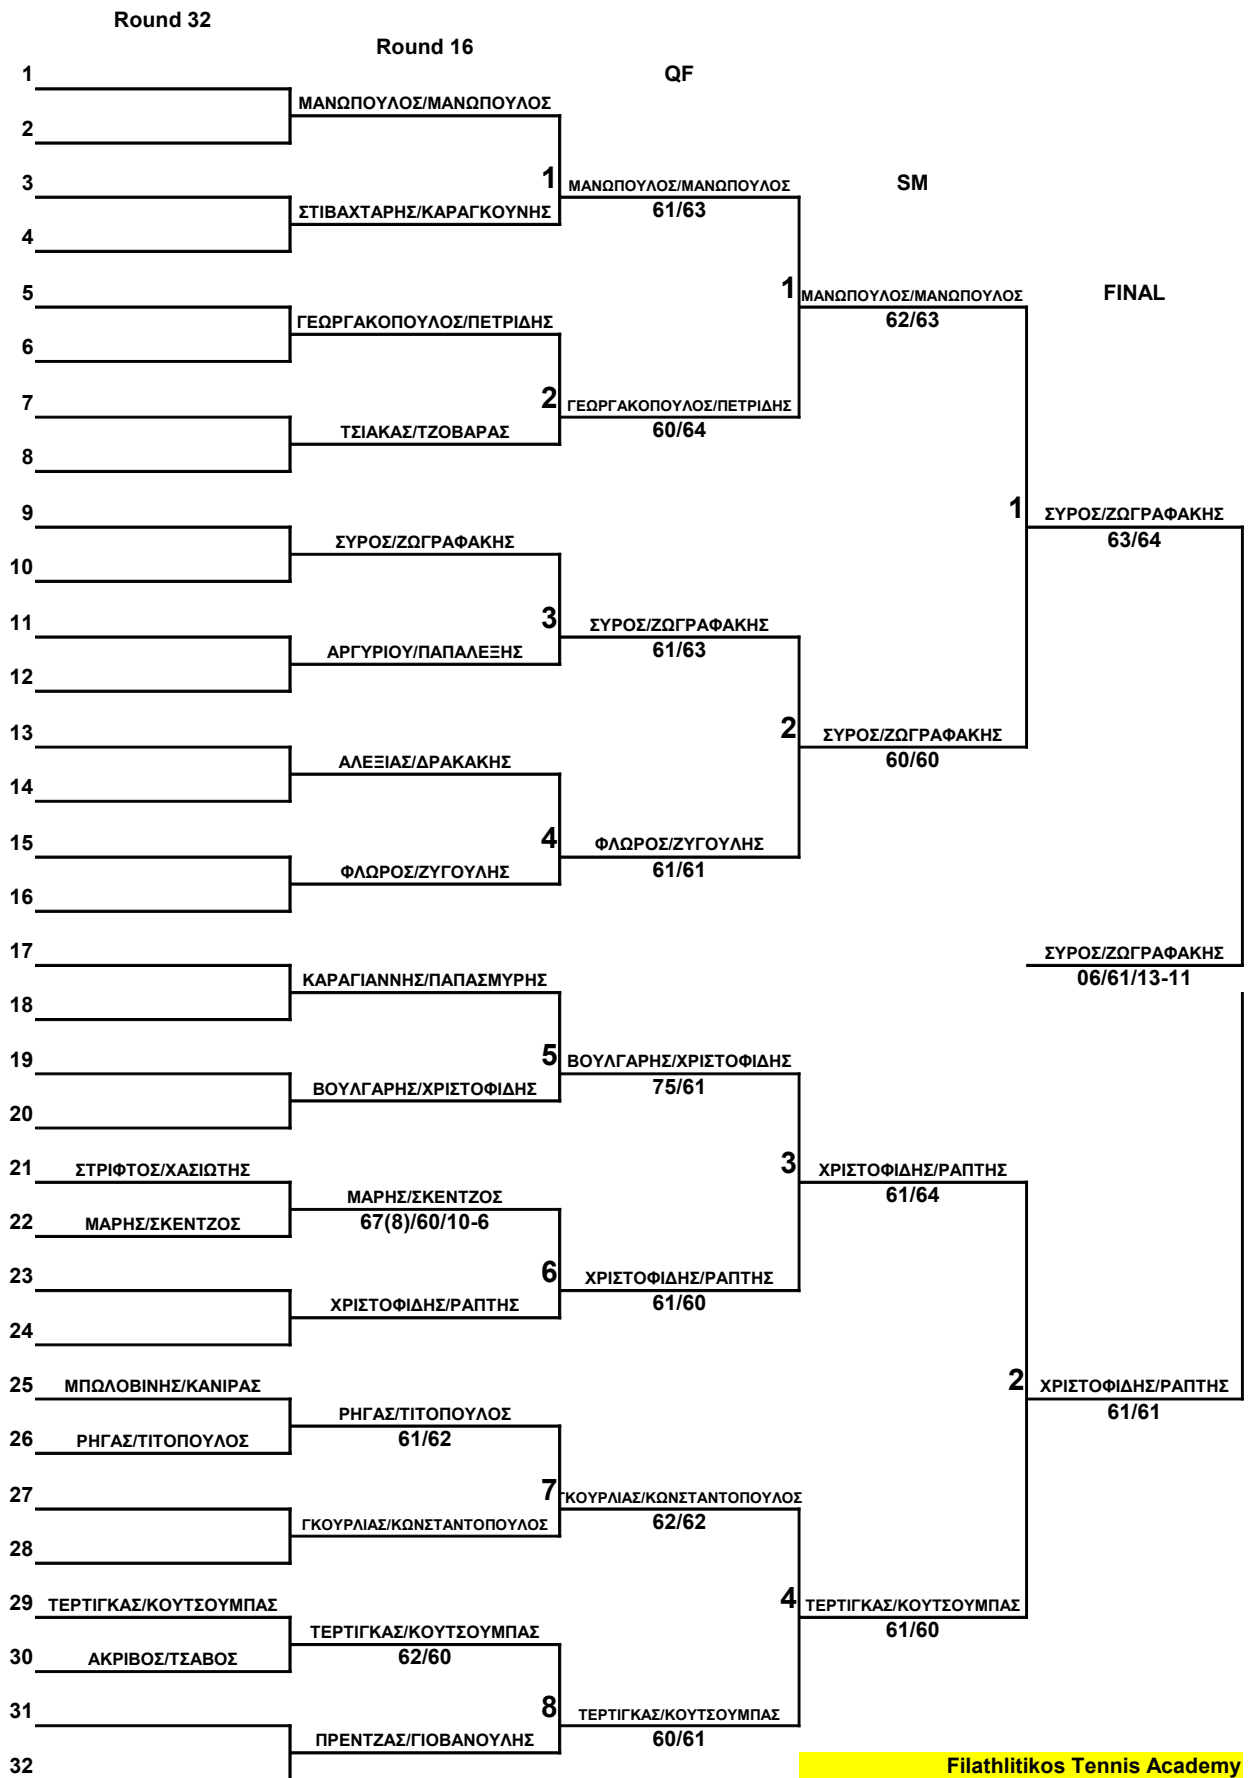 Round 32
Round 16
QF
SM
FINAL
1
ΜΑΝΩΠΟΥΛΟΣ/ΜΑΝΩΠΟΥΛΟΣ
2
1
ΜΑΝΩΠΟΥΛΟΣ/ΜΑΝΩΠΟΥΛΟΣ
61/63
3
ΣΤΙΒΑΧΤΑΡΗΣ/ΚΑΡΑΓΚΟΥΝΗΣ
4
1
ΜΑΝΩΠΟΥΛΟΣ/ΜΑΝΩΠΟΥΛΟΣ
62/63
5
ΓΕΩΡΓΑΚΟΠΟΥΛΟΣ/ΠΕΤΡΙΔΗΣ
6
2
ΓΕΩΡΓΑΚΟΠΟΥΛΟΣ/ΠΕΤΡΙΔΗΣ
60/64
7
ΤΣΙΑΚΑΣ/ΤΖΟΒΑΡΑΣ
8
1
ΣΥΡΟΣ/ΖΩΓΡΑΦΑΚΗΣ
63/64
9
ΣΥΡΟΣ/ΖΩΓΡΑΦΑΚΗΣ
10
3
ΣΥΡΟΣ/ΖΩΓΡΑΦΑΚΗΣ
61/63
11
ΑΡΓΥΡΙΟΥ/ΠΑΠΑΛΕΞΗΣ
12
2
ΣΥΡΟΣ/ΖΩΓΡΑΦΑΚΗΣ
60/60
13
ΑΛΕΞΙΑΣ/ΔΡΑΚΑΚΗΣ
14
4
ΦΛΩΡΟΣ/ΖΥΓΟΥΛΗΣ
61/61
15
ΦΛΩΡΟΣ/ΖΥΓΟΥΛΗΣ
16
ΣΥΡΟΣ/ΖΩΓΡΑΦΑΚΗΣ
06/61/13-11
17
ΚΑΡΑΓΙΑΝΝΗΣ/ΠΑΠΑΣΜΥΡΗΣ
18
5
ΒΟΥΛΓΑΡΗΣ/ΧΡΙΣΤΟΦΙΔΗΣ
75/61
19
ΒΟΥΛΓΑΡΗΣ/ΧΡΙΣΤΟΦΙΔΗΣ
20
3
ΧΡΙΣΤΟΦΙΔΗΣ/ΡΑΠΤΗΣ
61/64
21
ΣΤΡΙΦΤΟΣ/ΧΑΣΙΩΤΗΣ
ΜΑΡΗΣ/ΣΚΕΝΤΖΟΣ
67(8)/60/10-6
22
ΜΑΡΗΣ/ΣΚΕΝΤΖΟΣ
6
ΧΡΙΣΤΟΦΙΔΗΣ/ΡΑΠΤΗΣ
61/60
23
ΧΡΙΣΤΟΦΙΔΗΣ/ΡΑΠΤΗΣ
24
2
ΧΡΙΣΤΟΦΙΔΗΣ/ΡΑΠΤΗΣ
61/61
25
ΜΠΩΛΟΒΙΝΗΣ/ΚΑΝΙΡΑΣ
ΡΗΓΑΣ/ΤΙΤΟΠΟΥΛΟΣ
61/62
26
ΡΗΓΑΣ/ΤΙΤΟΠΟΥΛΟΣ
7
ΓΚΟΥΡΛΙΑΣ/ΚΩΝΣΤΑΝΤΟΠΟΥΛΟΣ
62/62
27
ΓΚΟΥΡΛΙΑΣ/ΚΩΝΣΤΑΝΤΟΠΟΥΛΟΣ
28
4
ΤΕΡΤΙΓΚΑΣ/ΚΟΥΤΣΟΥΜΠΑΣ
61/60
29
ΤΕΡΤΙΓΚΑΣ/ΚΟΥΤΣΟΥΜΠΑΣ
ΤΕΡΤΙΓΚΑΣ/ΚΟΥΤΣΟΥΜΠΑΣ
62/60
30
ΑΚΡΙΒΟΣ/ΤΣΑΒΟΣ
8
ΤΕΡΤΙΓΚΑΣ/ΚΟΥΤΣΟΥΜΠΑΣ
60/61
31
ΠΡΕΝΤΖΑΣ/ΓΙΟΒΑΝΟΥΛΗΣ
32
Filathlitikos Tennis Academy